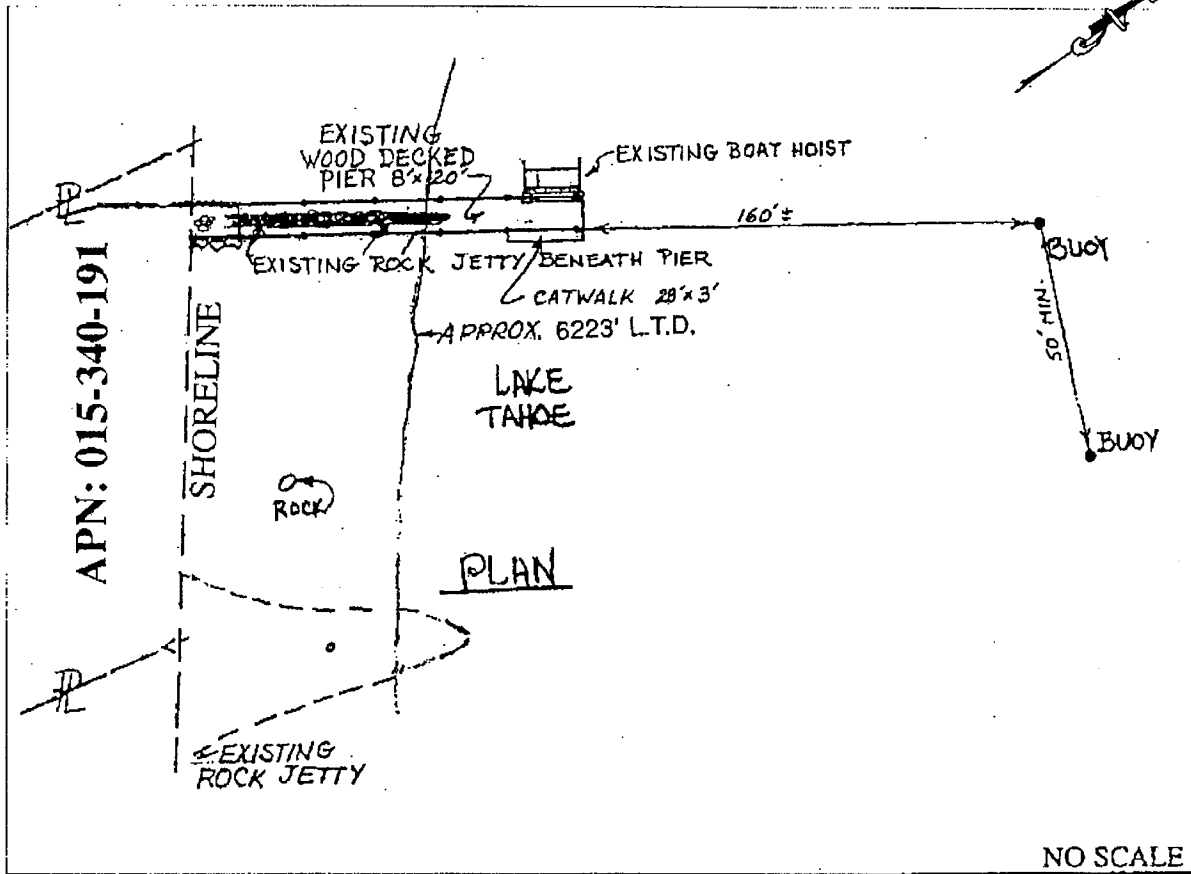 EXISTING
WOOD DECKED
PIER 8'x120'
EXISTING BOAT HOIST
160'±
BUOY
EXISTING ROCK JETTY BENEATH PIER
CATWALK 28'x3'
APPROX. 6223' L.T.D.
50' MIN.
BUOY
LAKE
TAHOE
APN: 015-340-191
SHORELINE
ROCK
PLAN
PL
PL
EXISTING
ROCK JETTY
NO SCALE